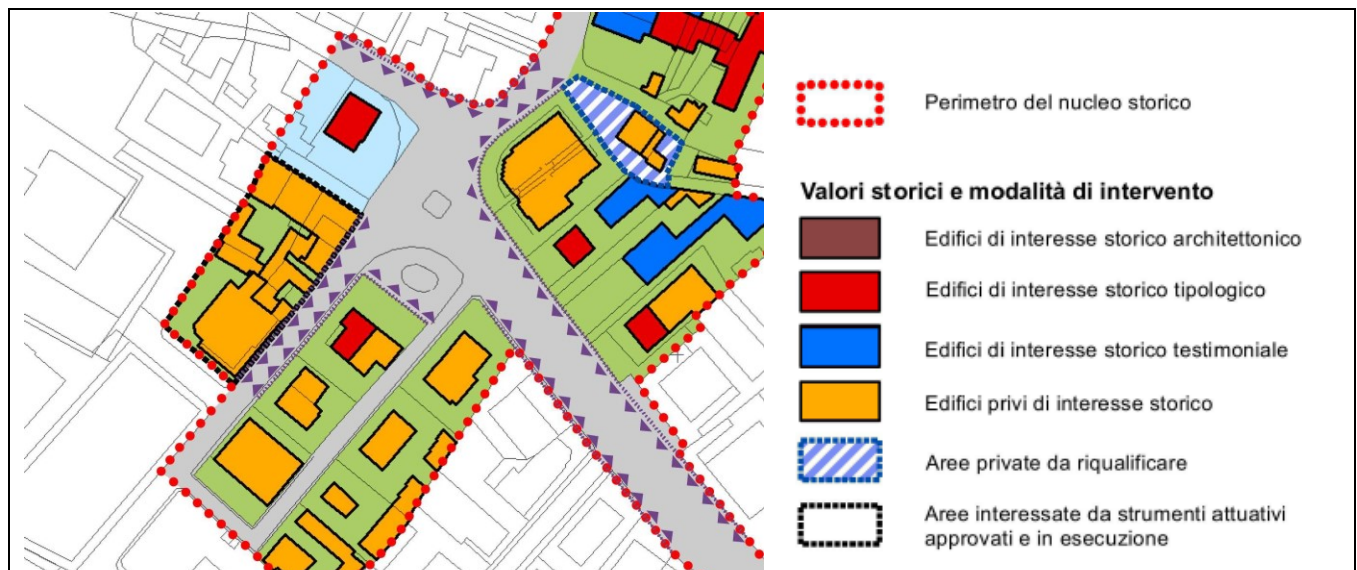 Perimetro del nucleo storico
Valori storici e modalità di intervento
Edifici di interesse storico architettonico
Edifici di interesse storico tipologico
Edifici di interesse storico testimoniale
Edifici privi di interesse storico
Aree private da riqualificare
Aree interessate da strumenti attuativi
approvati e in esecuzione